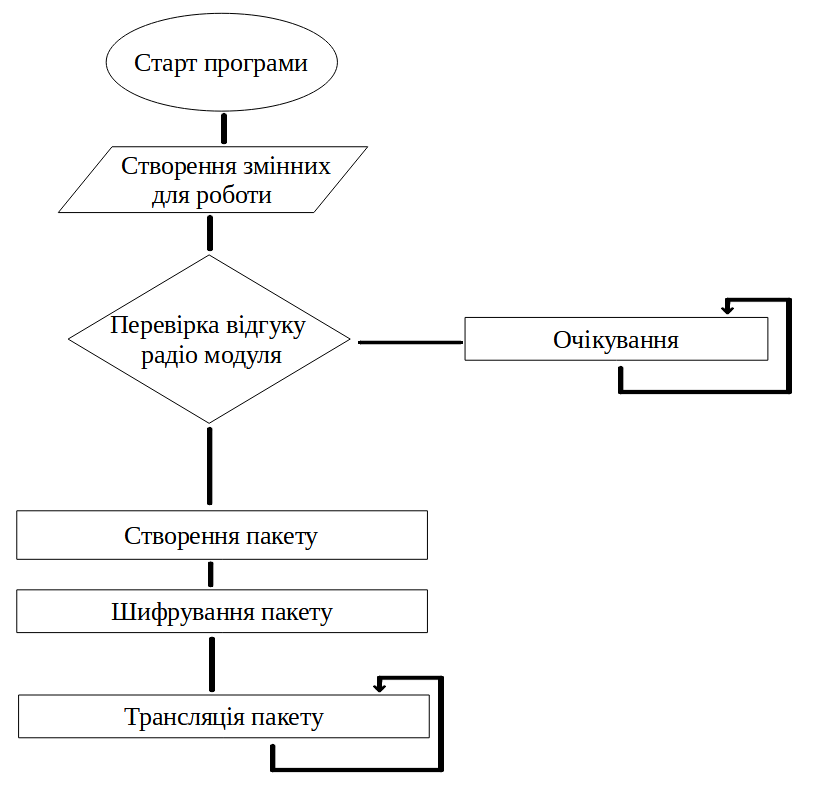 Старт програми
Створення змінних
для роботи
Перевірка відгуку
радіо модуля
Очікування
Створення пакету
Шифрування пакету
Трансляція пакету